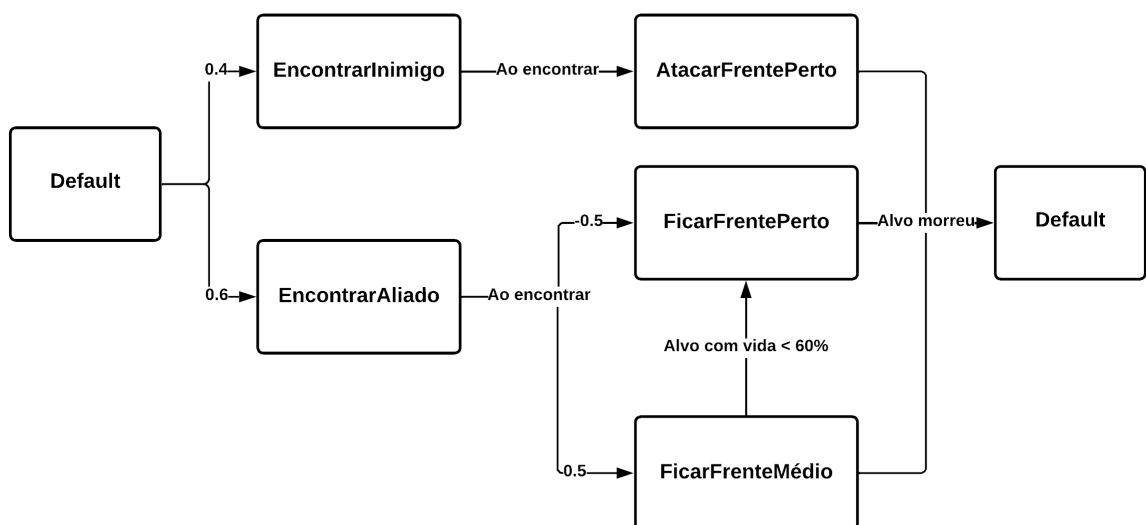 Default
0.4
EncontrarInimigo
Ao encontrar
AtacarFrentePerto
0.6
EncontrarAliado
Ao encontrar
-0.5
FicarFrentePerto
Alvo morreu
Default
Alvo com vida < 60%
0.5
FicarFrenteMédio